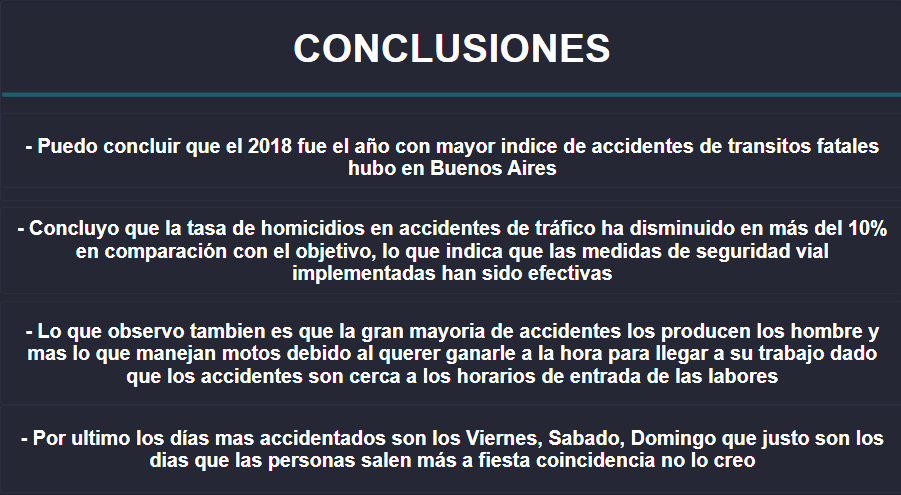 CONCLUSIONES
- Puedo concluir que el 2018 fue el año con mayor indice de accidentes de transitos fatales
hubo en Buenos Aires
- Concluyo que la tasa de homicidios en accidentes de tráfico ha disminuido en más del 10%
en comparación con el objetivo, lo que indica que las medidas de seguridad vial
implementadas han sido efectivas
- Lo que observo tambien es que la gran mayoria de accidentes los producen los hombre y
mas lo que manejan motos debido al querer ganarle a la hora para llegar a su trabajo dado
que los accidentes son cerca a los horarios de entrada de las labores
- Por ultimo los días mas accidentados son los Viernes, Sabado, Domingo que justo son los
dias que las personas salen más a fiesta coincidencia no lo creo